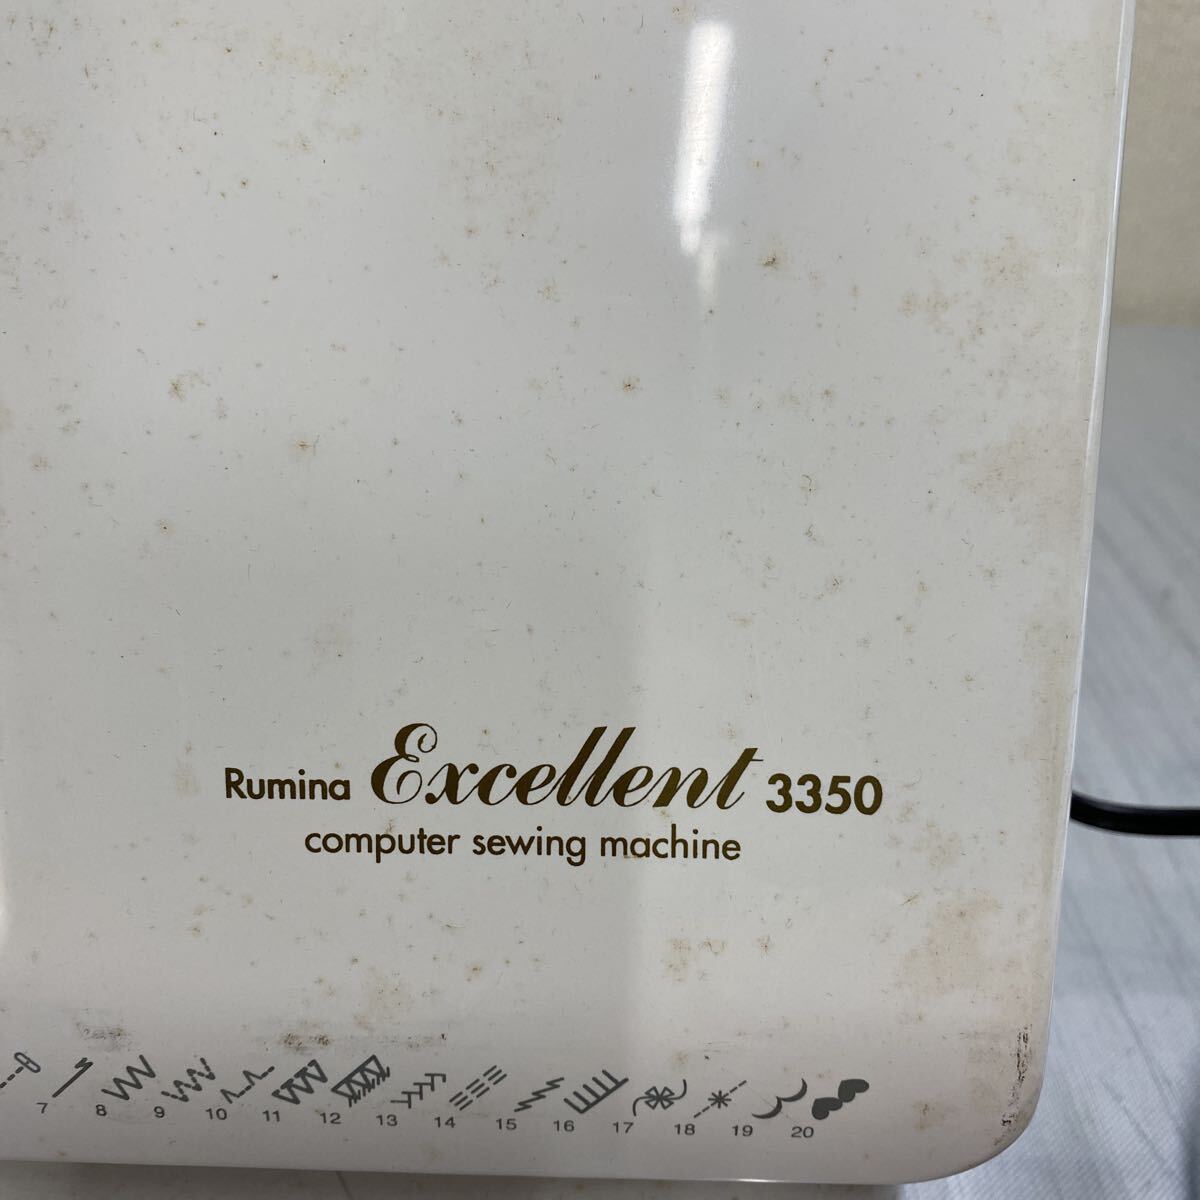 Rumina Excellent 3350
computer sewing machine
7 8 9 10 11 12 13 14 15 16 17 18 19 20